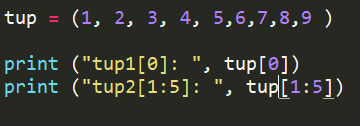 tup = (1, 2, 3, 4, 5,6,7,8,9 )
print ("tup1[0]: ", tup[0])
print ("tup2[1:5]: ", tup[1:5])